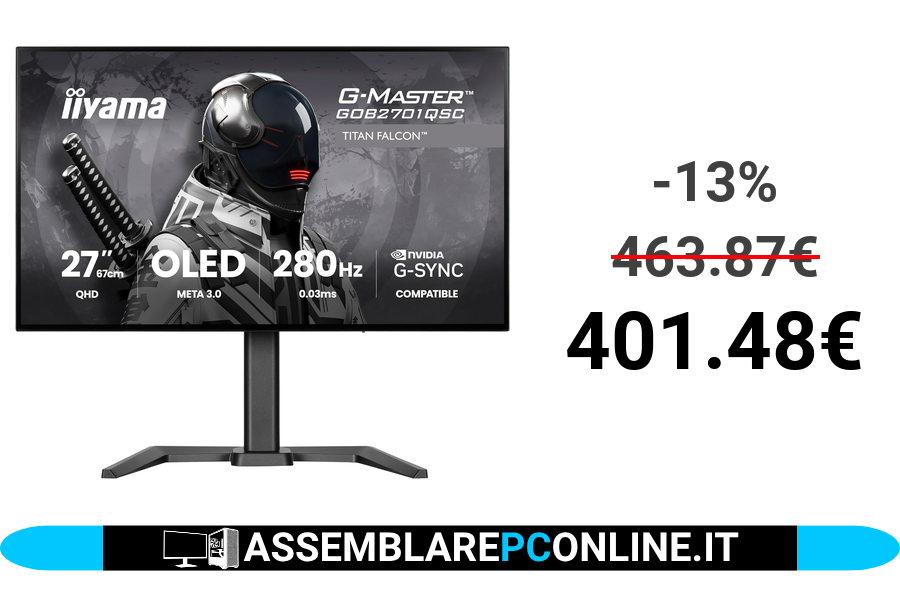 iiyama
G-MASTER™
GOB2701QSC
TITAN FALCON™
27" 67cm
QHD
OLED
META 3.0
280Hz
0.03ms
NVIDIA
G-SYNC
COMPATIBLE
-13%
463.87€
401.48€
ASSEMBLAREPCONLINE.IT